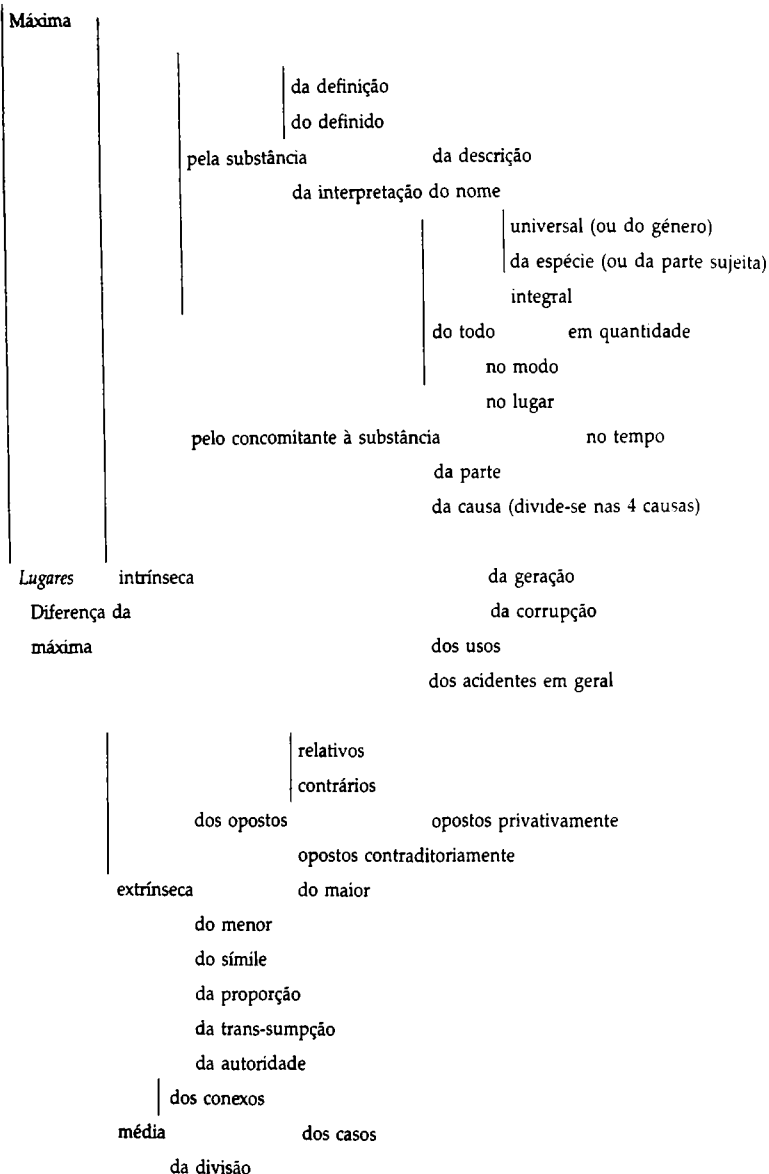 Máxima
da definição
do definido
pela substância da descrição
da interpretação do nome
universal (ou do género)
da espécie (ou da parte sujeita)
integral
do todo em quantidade
no modo
no lugar
pelo concomitante à substância no tempo
da parte
da causa (divide-se nas 4 causas)
Lugares intrínseca da geração
Diferença da da corrupção
máxima dos usos
dos acidentes em geral
relativos
contrários
dos opostos opostos privativamente
opostos contraditoriamente
extrínseca do maior
do menor
do símile
da proporção
da trans-sumpção
da autoridade
dos conexos
média dos casos
da divisão